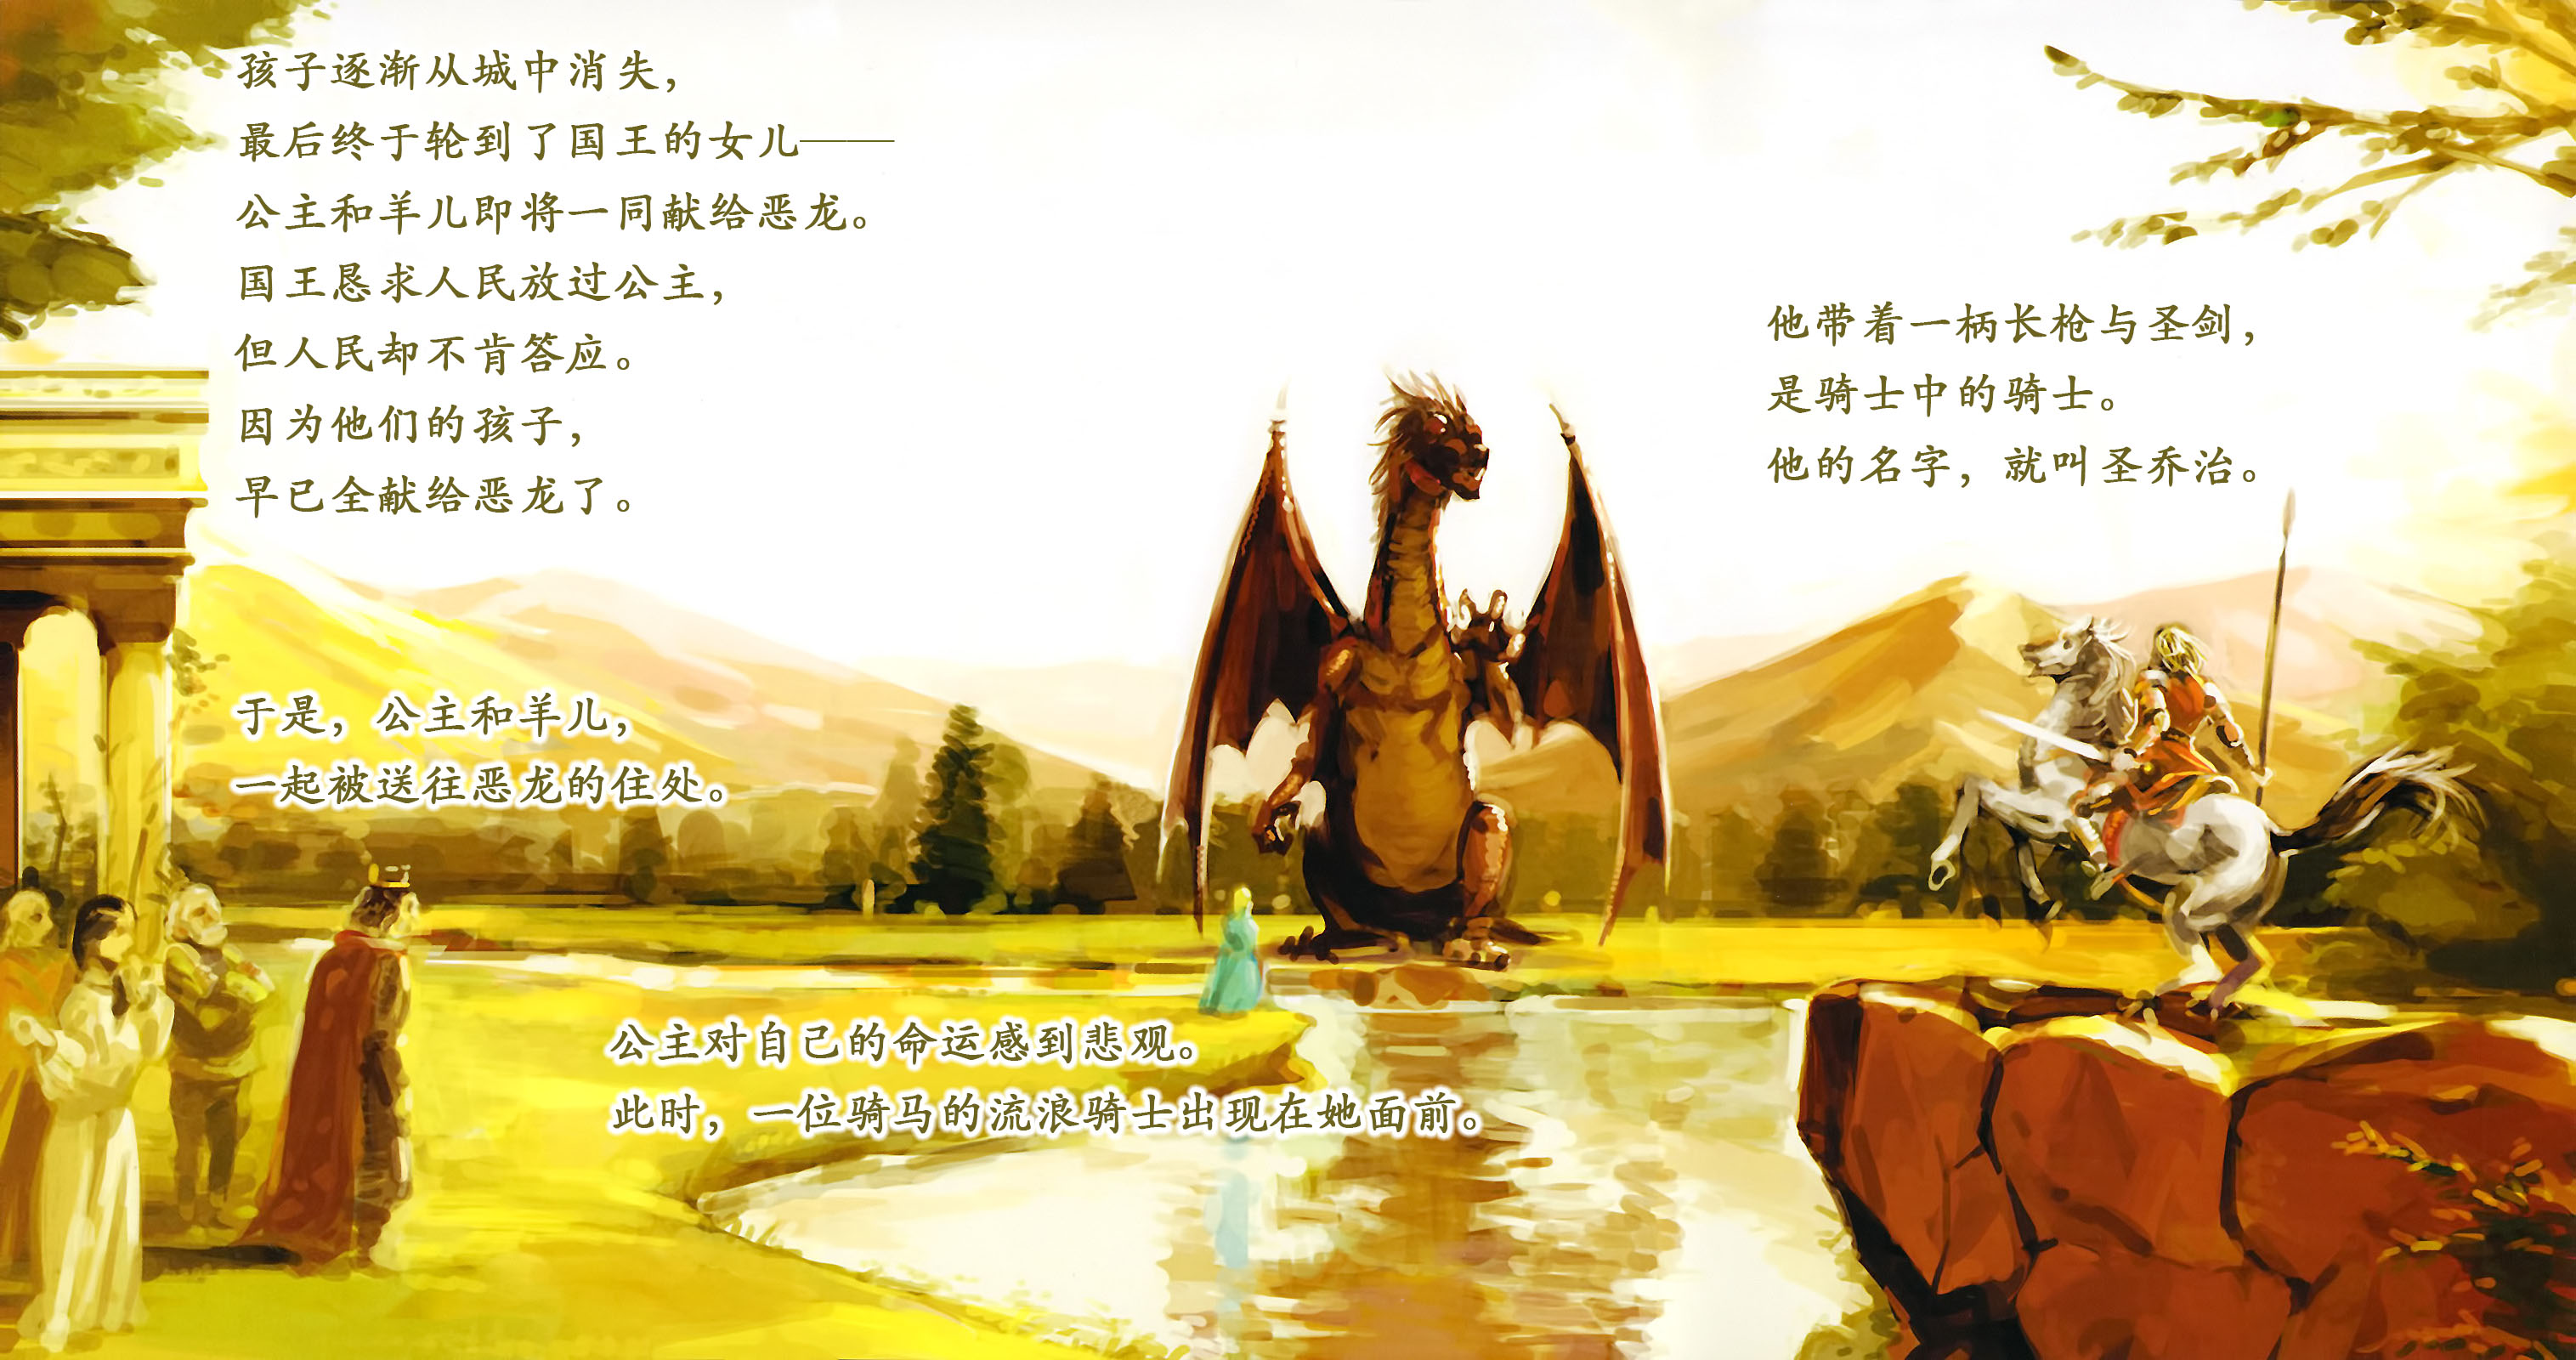 孩子逐渐从城中消失，
最后终于轮到了国王的女儿——
公主和羊儿即将一同献给恶龙。
国王恳求人民放过公主，
但人民却不肯答应。
因为他们的孩子，
早已全献给恶龙了。
于是，公主和羊儿，
一起被送往恶龙的住处。
公主对自己的命运感到悲观。
此时，一位骑马的流浪骑士出现在她面前。
他带着一柄长枪与圣剑，
是骑士中的骑士。
他的名字，就叫圣乔治。